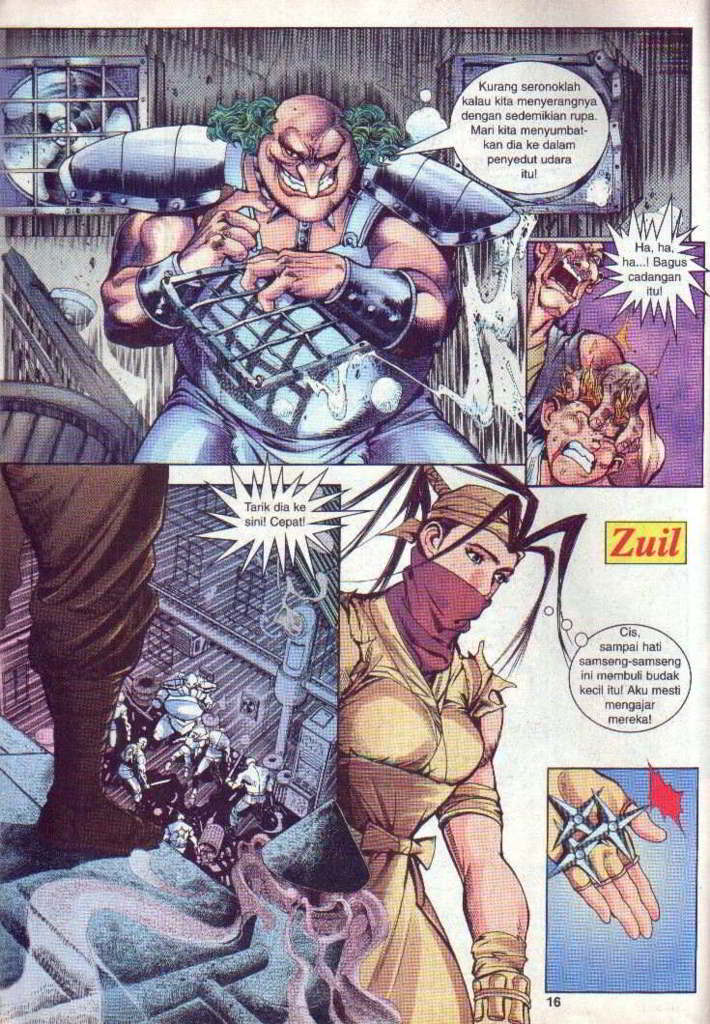 Kurang seronoklah
kalau kita menyerangnya
dengan sedemikian rupa.
Mari kita menyumbat-
kan dia ke dalam
penyedut udara
itu!
Ha, ha,
ha...! Bagus
cadangan
itu!
Tarik dia ke
sini! Cepat!
Zuil
Cis,
sampai hati
samseng-samseng
ini membuli budak
kecil itu! Aku mesti
mengajar
mereka!
16